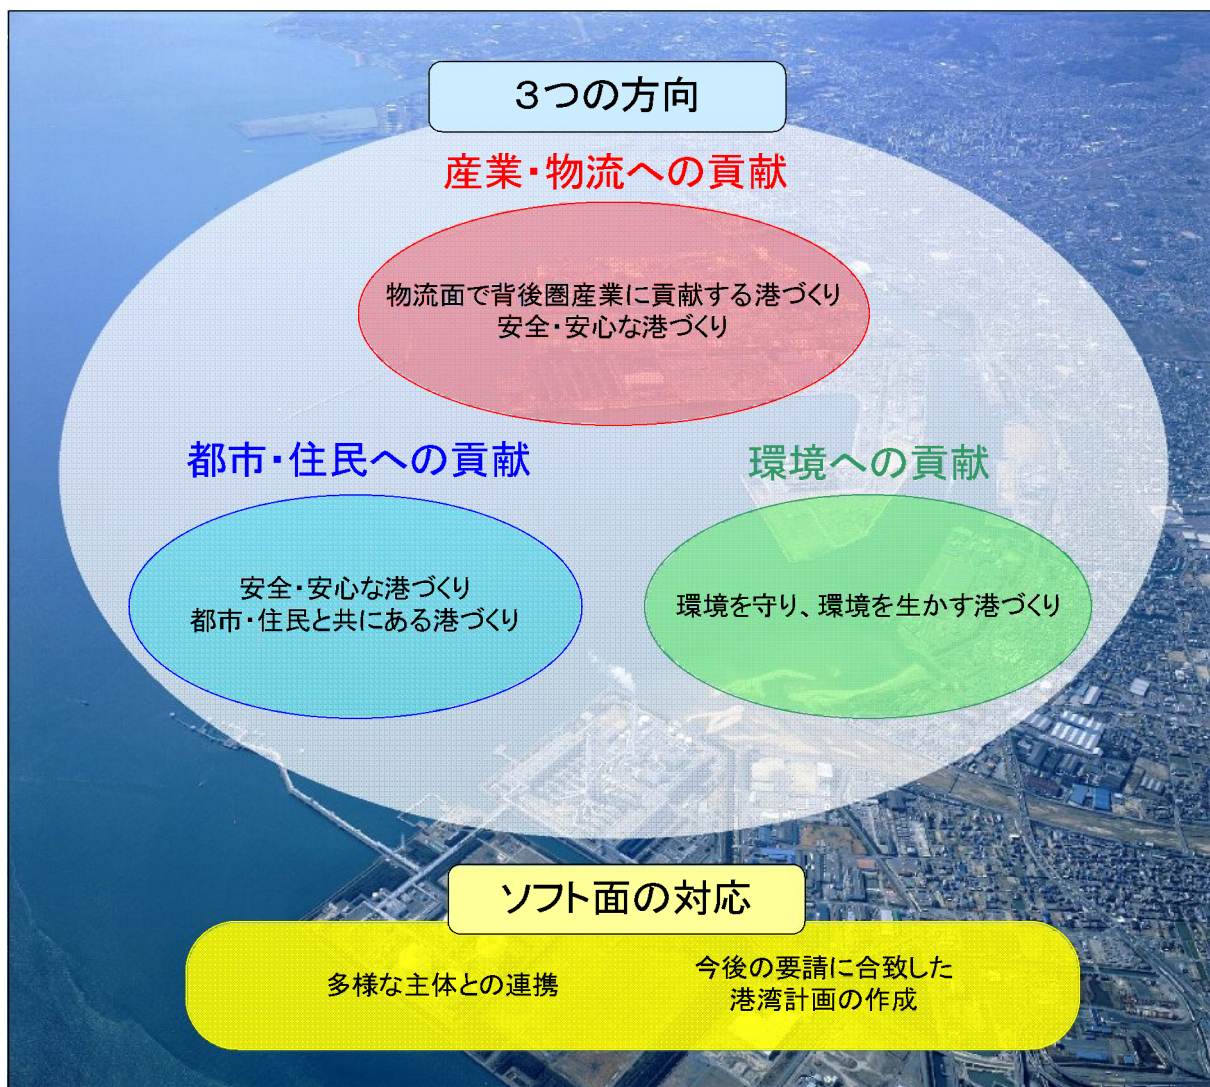 ３つの方向
産業・物流への貢献
物流面で背後圏産業に貢献する港づくり
安全・安心な港づくり
都市・住民への貢献
安全・安心な港づくり
都市・住民と共にある港づくり
環境への貢献
環境を守り、環境を生かす港づくり
ソフト面の対応
多様な主体との連携
今後の要請に合致した
港湾計画の作成